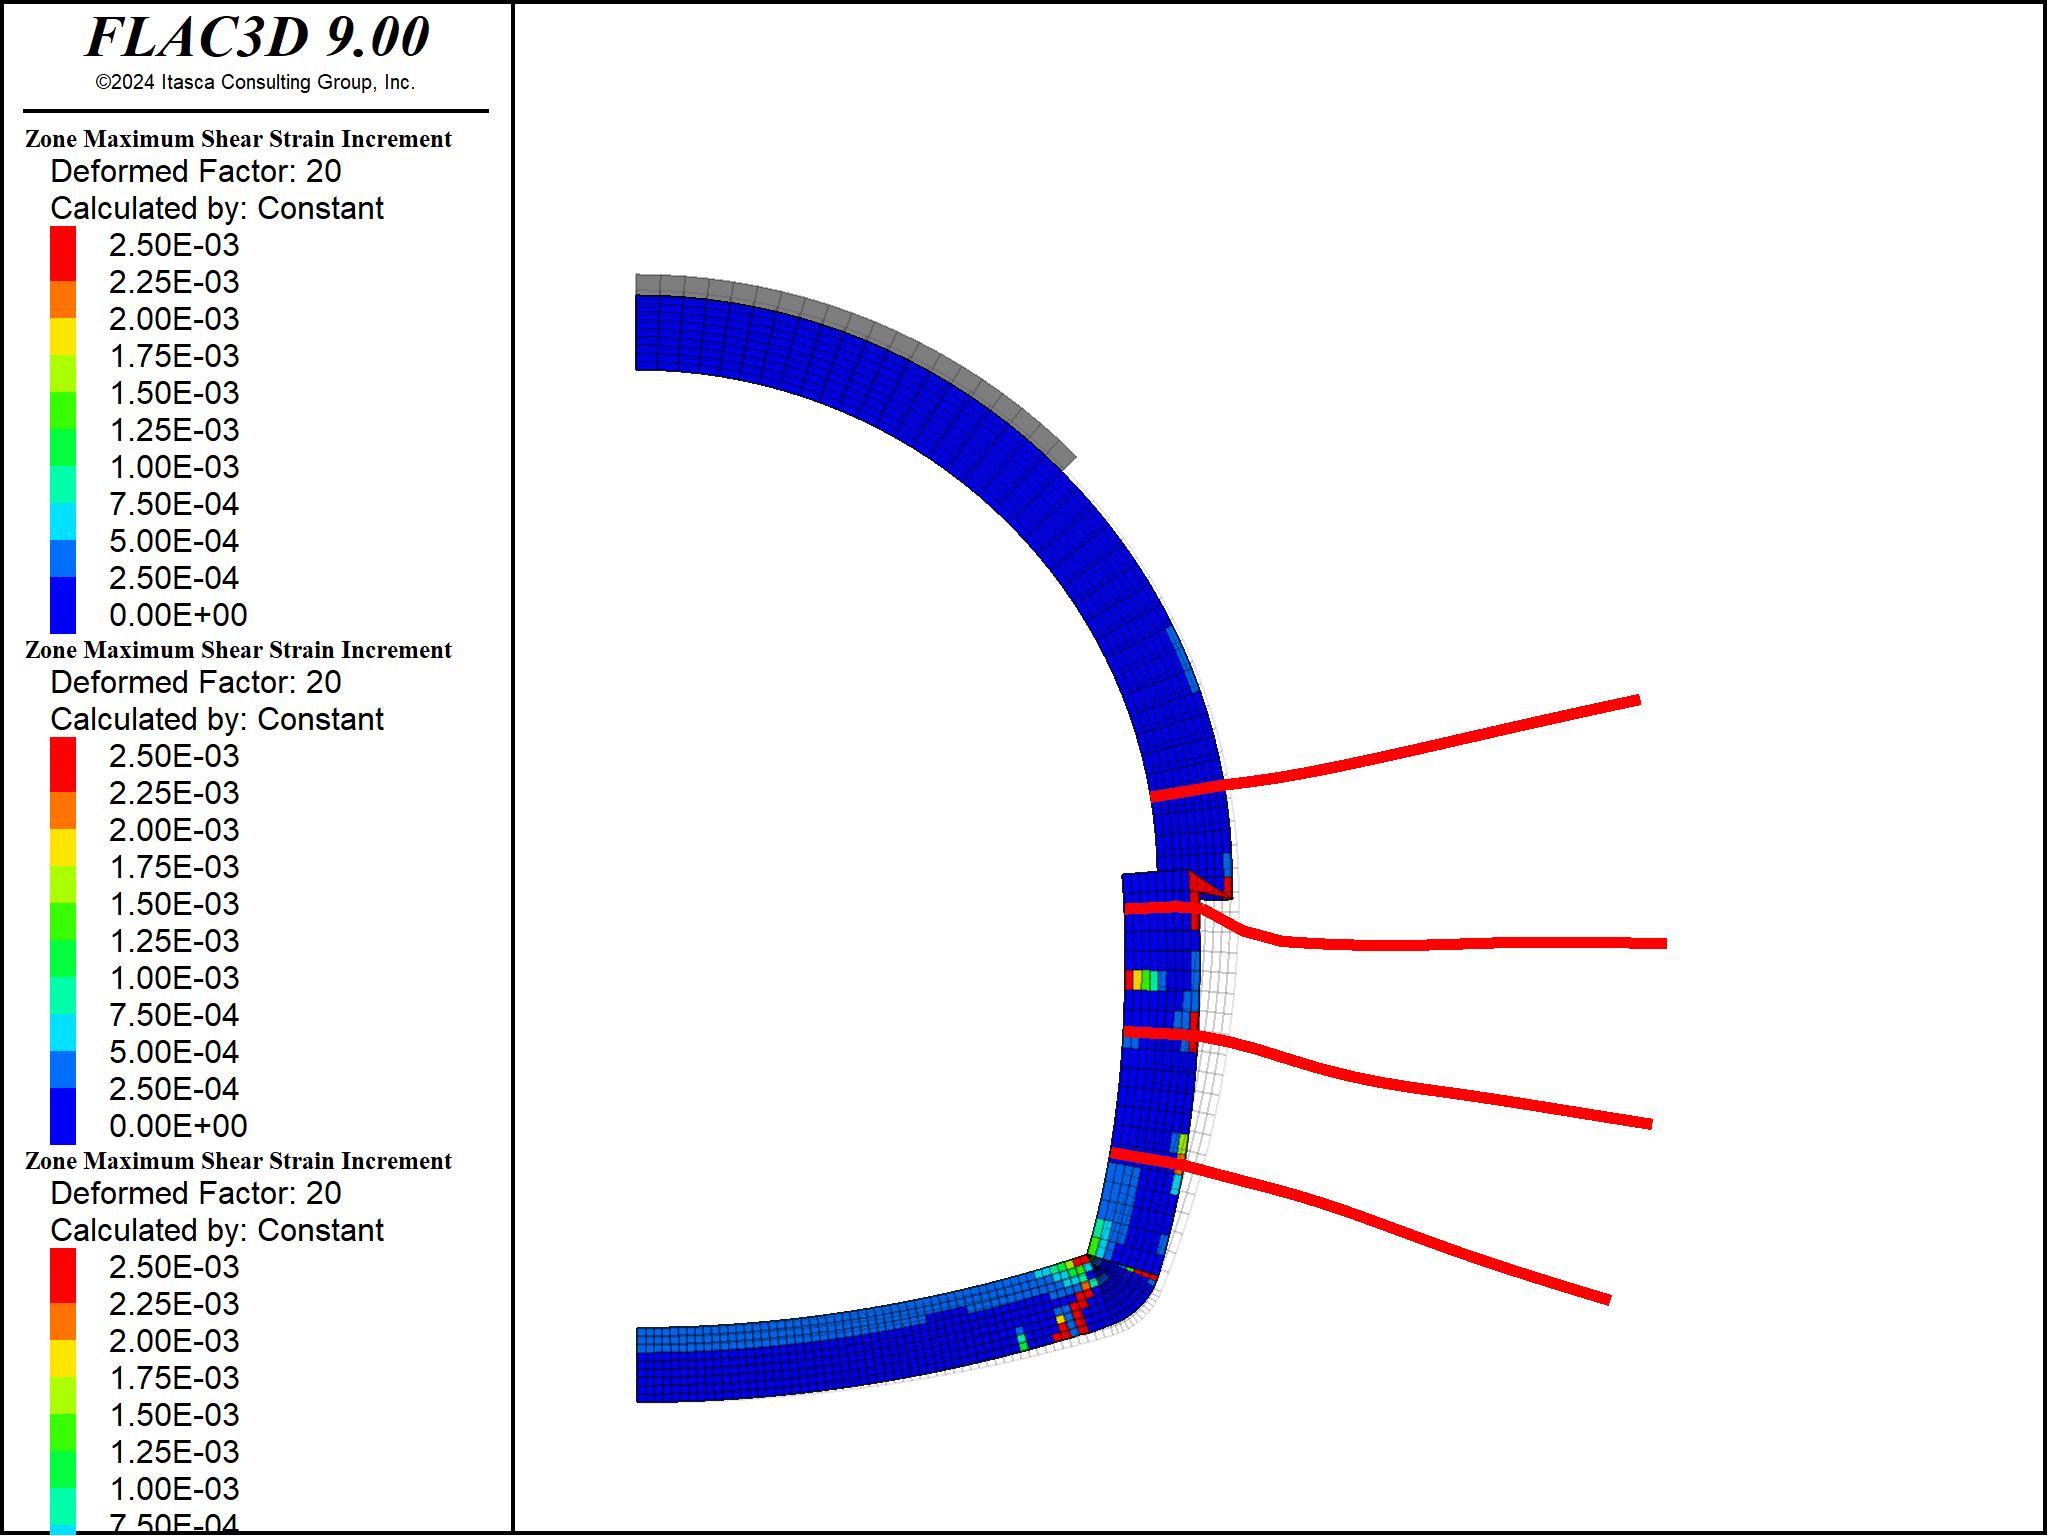 FLAC3D 9.00
©2024 Itasca Consulting Group, Inc.
Zone Maximum Shear Strain Increment
Deformed Factor: 20
Calculated by: Constant
2.50E-03
2.25E-03
2.00E-03
1.75E-03
1.50E-03
1.25E-03
1.00E-03
7.50E-04
5.00E-04
2.50E-04
0.00E+00
Zone Maximum Shear Strain Increment
Deformed Factor: 20
Calculated by: Constant
2.50E-03
2.25E-03
2.00E-03
1.75E-03
1.50E-03
1.25E-03
1.00E-03
7.50E-04
5.00E-04
2.50E-04
0.00E+00
Zone Maximum Shear Strain Increment
Deformed Factor: 20
Calculated by: Constant
2.50E-03
2.25E-03
2.00E-03
1.75E-03
1.50E-03
1.25E-03
1.00E-03
7.50E-04